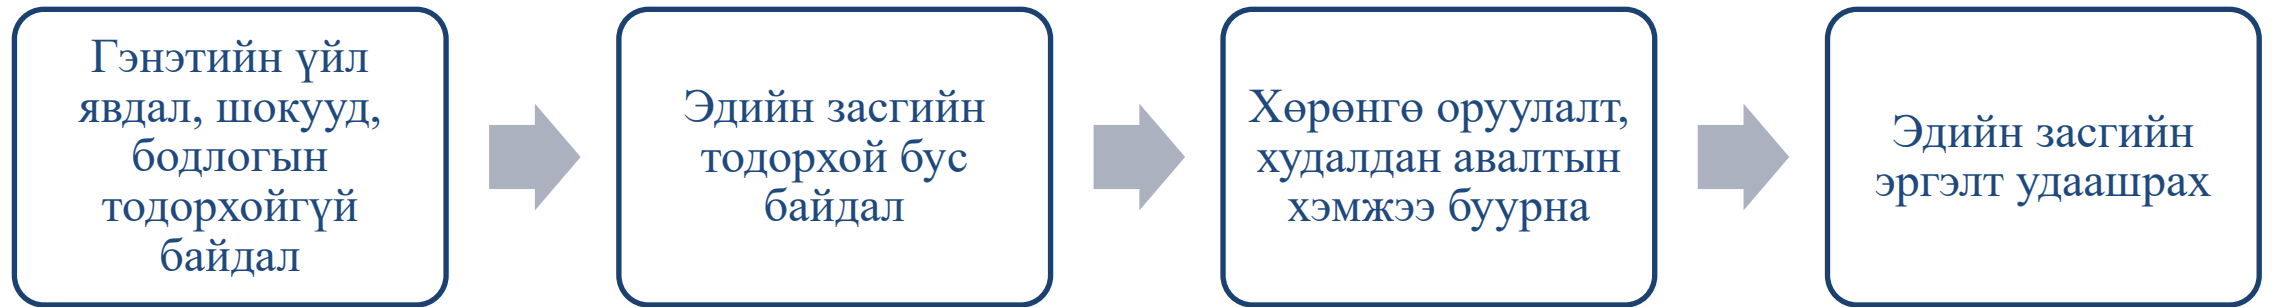 Гэнэтийн үйл
явдал, шокууд,
бодлогын
тодорхойгүй
байдал
Эдийн засгийн
тодорхой бус
байдал
Хөрөнгө оруулалт,
худалдан авалтын
хэмжээ буурна
Эдийн засгийн
эргэлт удаашрах